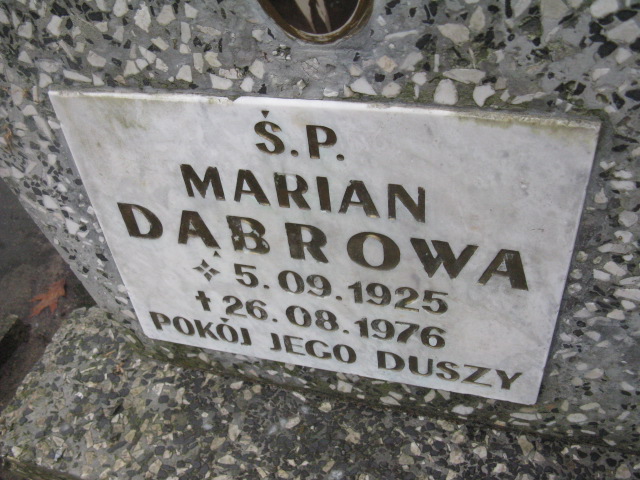 Ś.P.
MARIAN
DĄBROWA
5.09.1925
✝ 26.08.1976
POKÓJ JEGO DUSZY